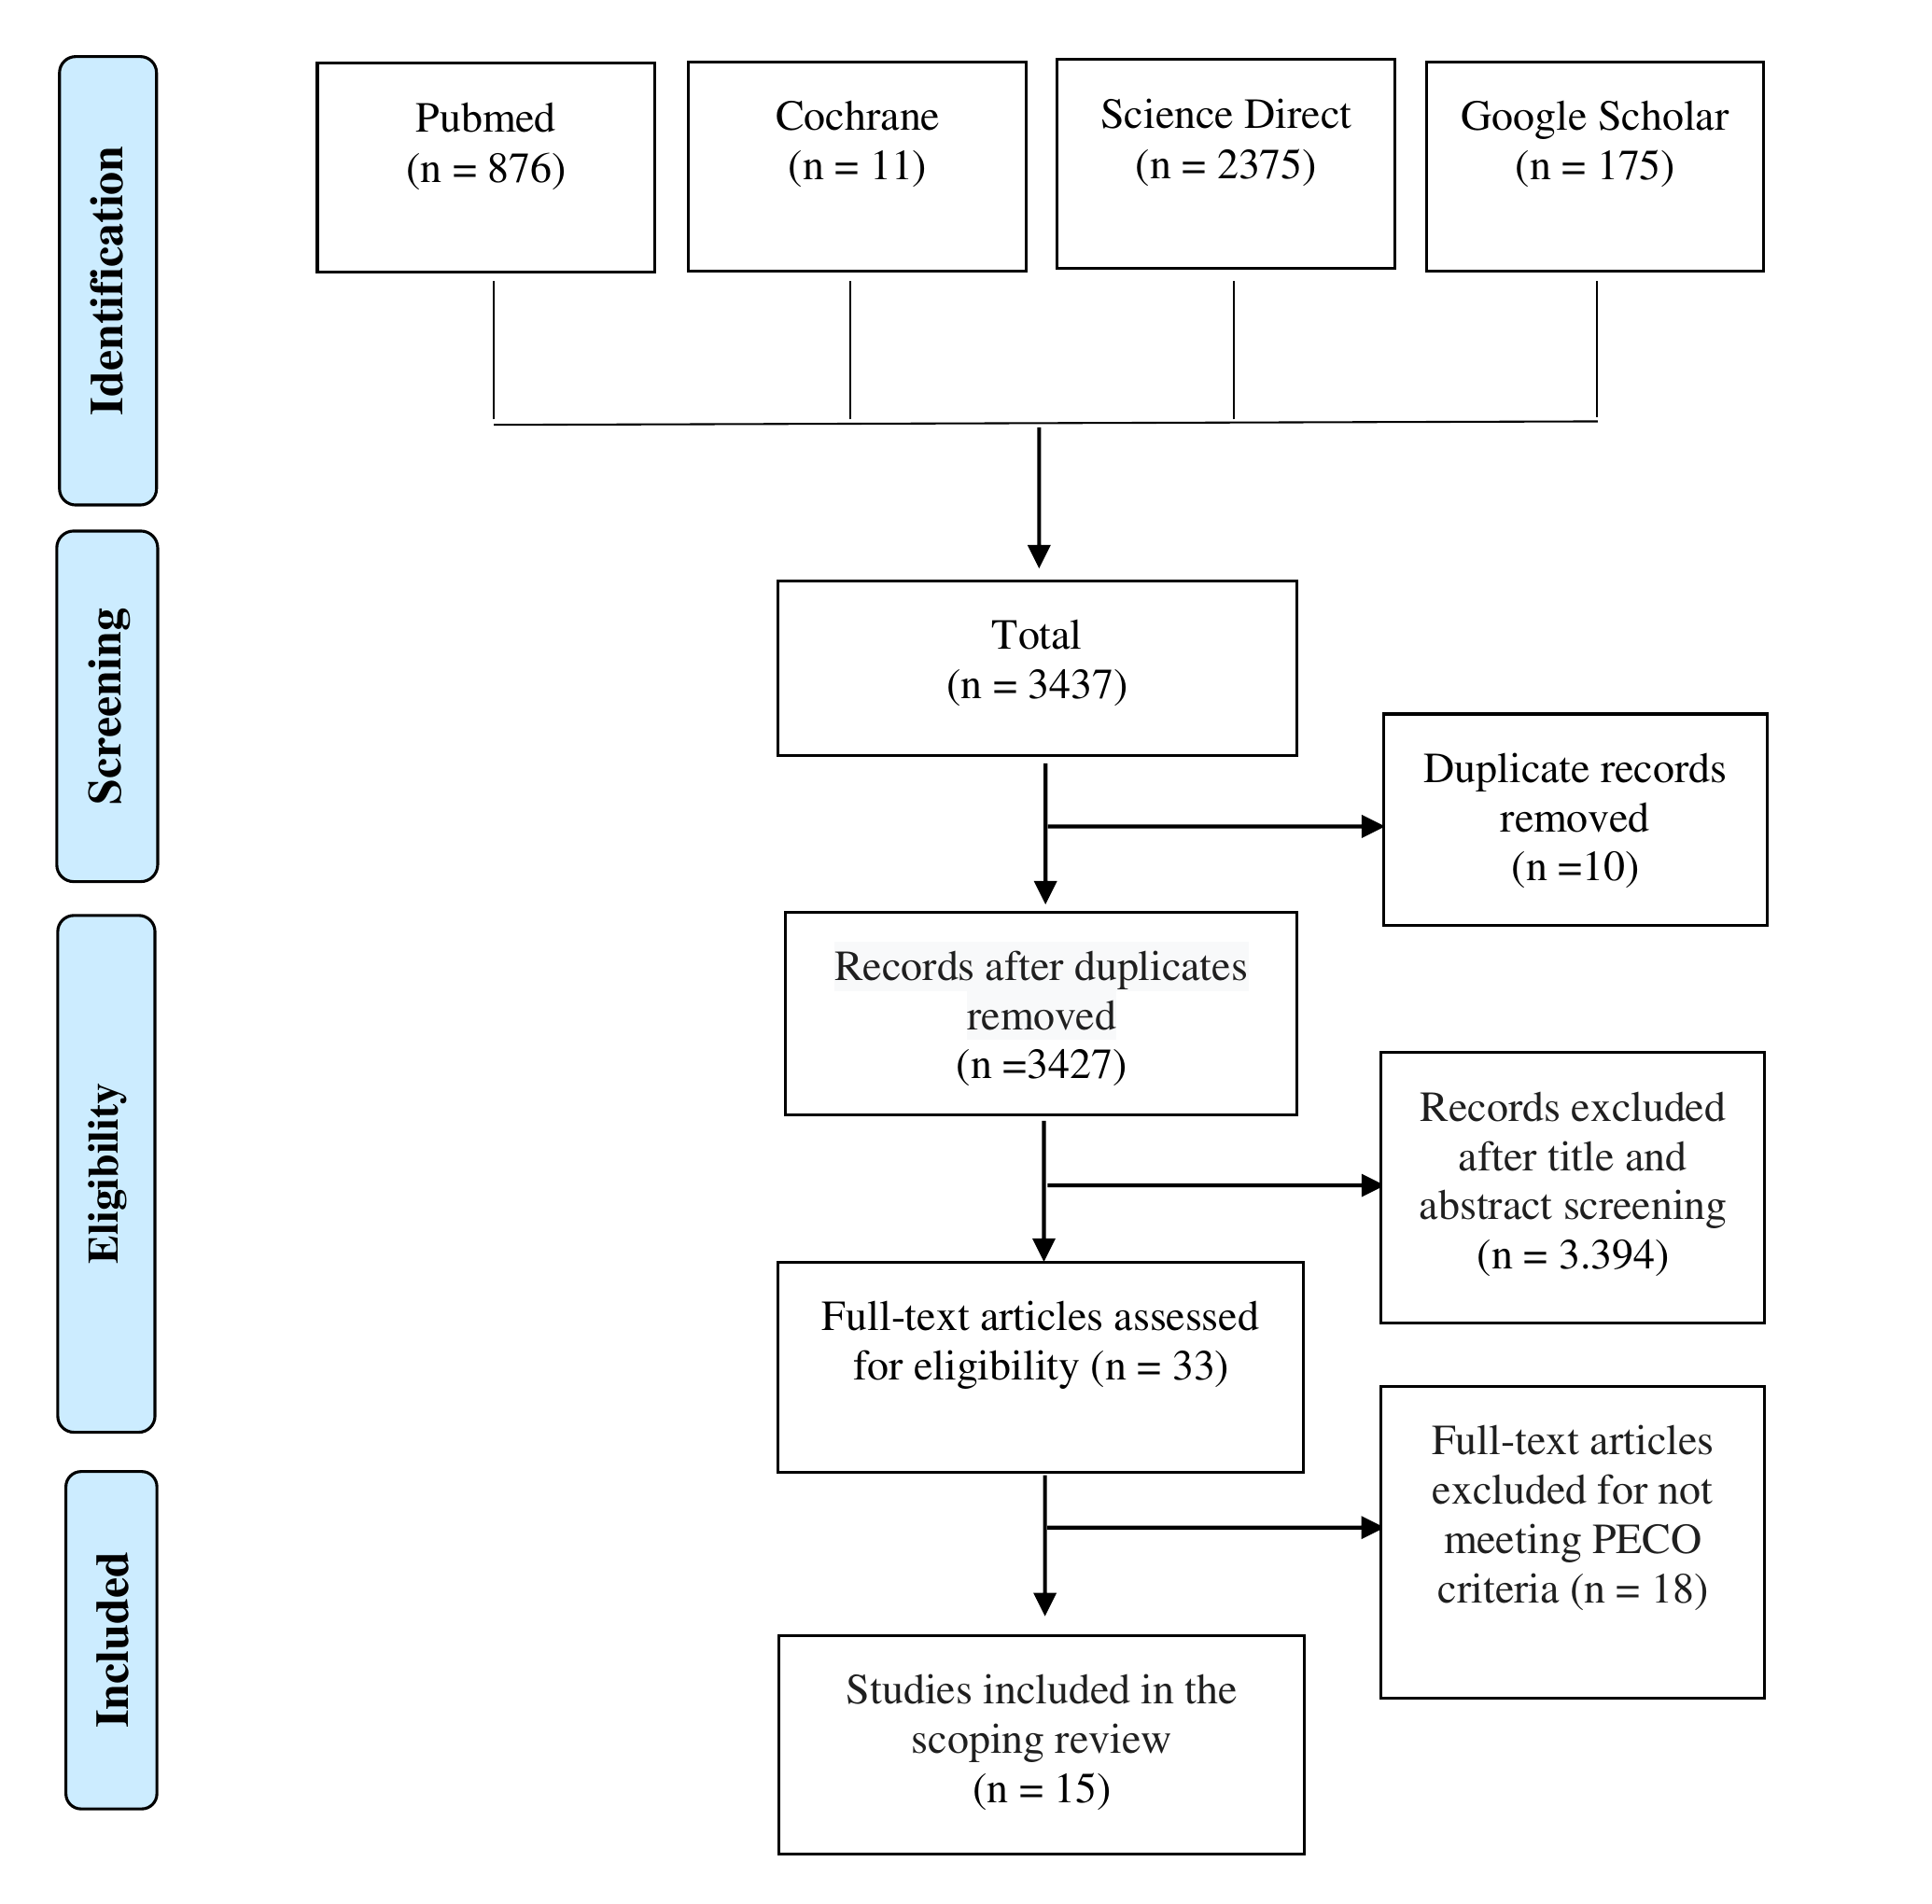 Identification
Pubmed
(n = 876)
Cochrane
(n = 11)
Science Direct
(n = 2375)
Google Scholar
(n = 175)
Screening
Total
(n = 3437)
Duplicate records
removed
(n =10)
Eligibility
Records after duplicates
removed
(n =3427)
Records excluded
after title and
abstract screening
(n = 3.394)
Full-text articles assessed
for eligibility (n = 33)
Full-text articles
excluded for not
meeting PECO
criteria (n = 18)
Included
Studies included in the
scoping review
(n = 15)